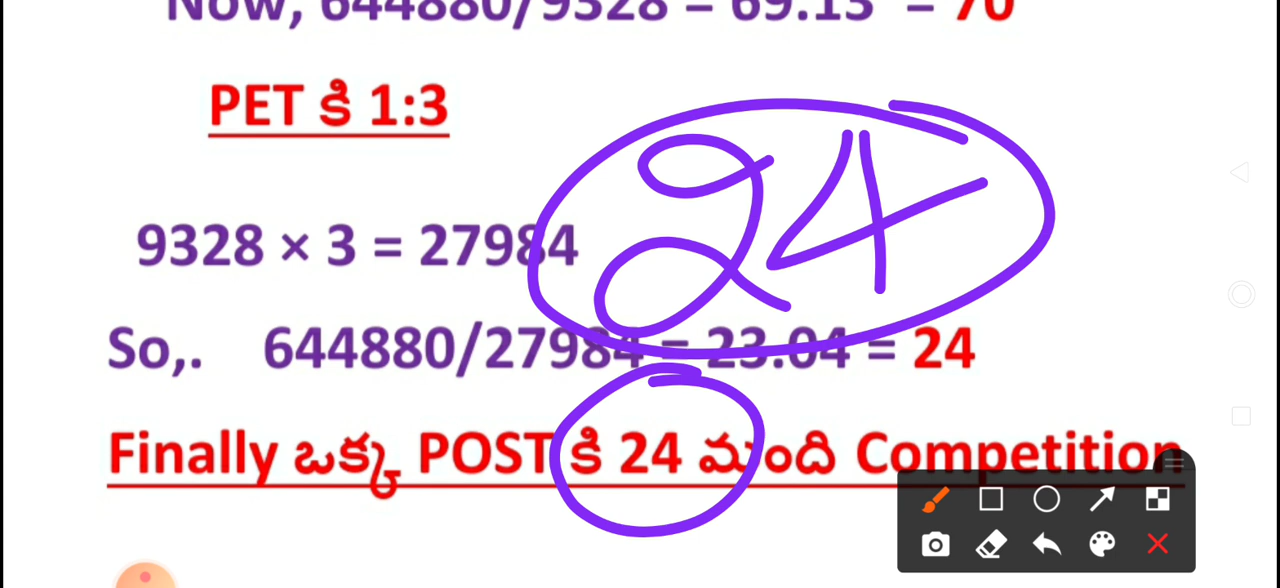 Now, 644880/9328 = 69.13 = 70
PET కి 1:3
24
9328 × 3 = 27984
So,. 644880/27984 = 23.04 = 24
Finally ఒక్క POST కి 24 మంది Competition